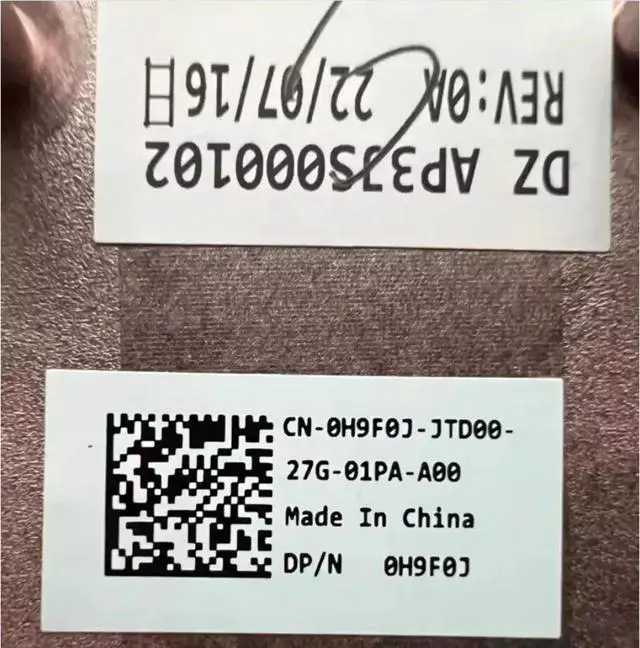 DZ AP3JS000102
REV:0A 22/07/16日
CN-0H9F0J-JTD00-
27G-01PA-A00
Made In China
DP/N 0H9F0J